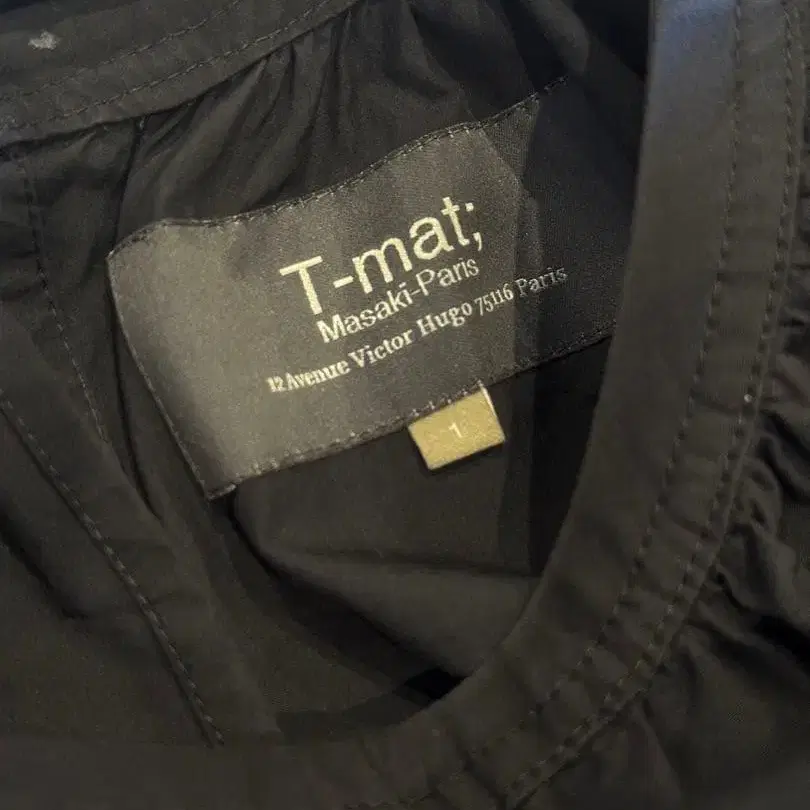 T-mat;
Masaki-Paris
12 Avenue Victor Hugo 75116 Paris
1